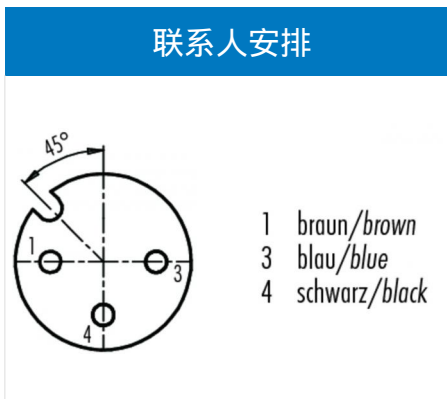 联系人安排
45°
1
3
4
1 braun/brown
3 blau/blue
4 schwarz/black